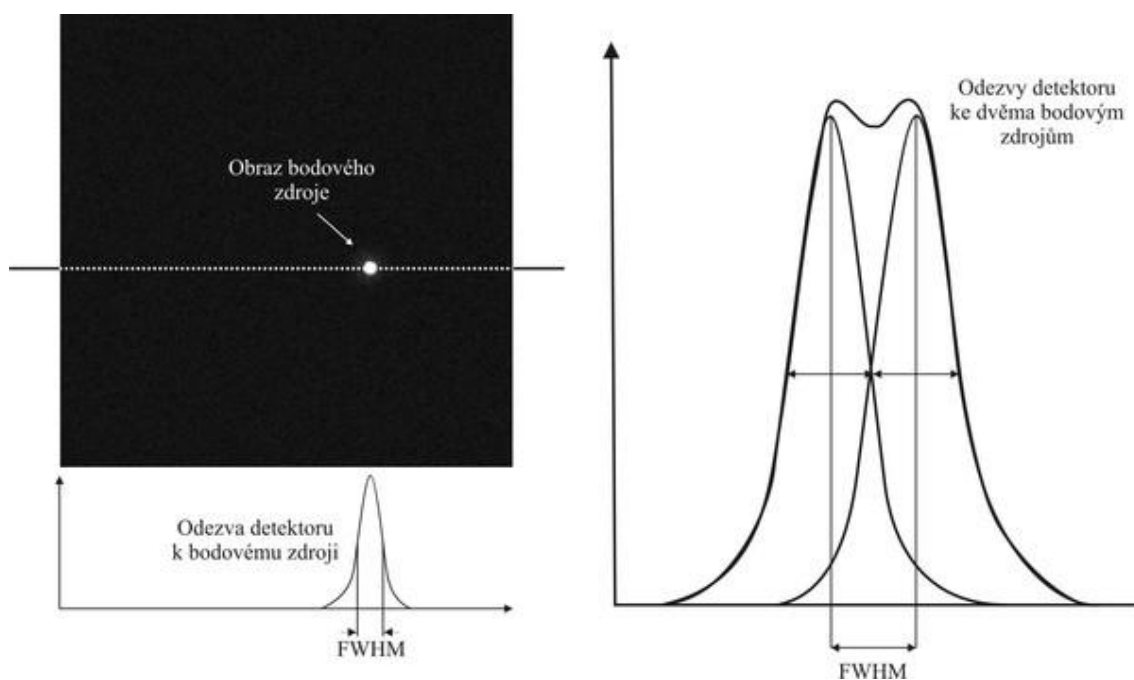 Obraz bodového
zdroje
Odezva detektoru
k bodovému zdroji
FWHM
Odezvy detektoru
ke dvěma bodovým
zdrojům
FWHM